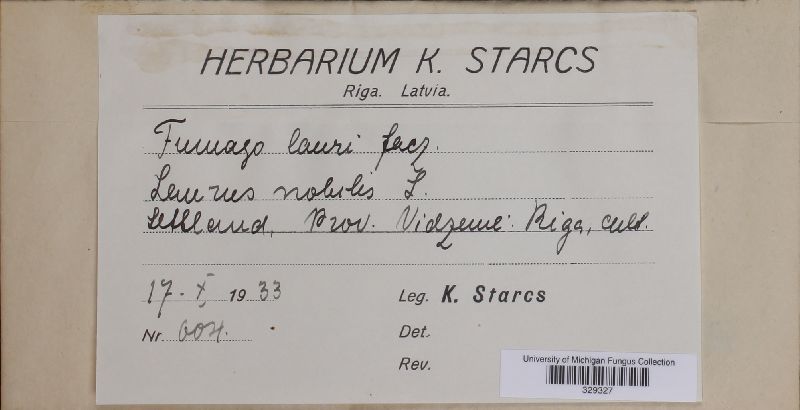 HERBARIUM K. STARCS
Riga. Latvia.
Fumago lauri
Laurus nobilis L.
Lettland, Prov. Vidzeme: Riga, cult.
17. X 1933
Leg. K. Starcs
Nr. 604.
Det.
Rev.
University of Michigan Fungus Collection
329327